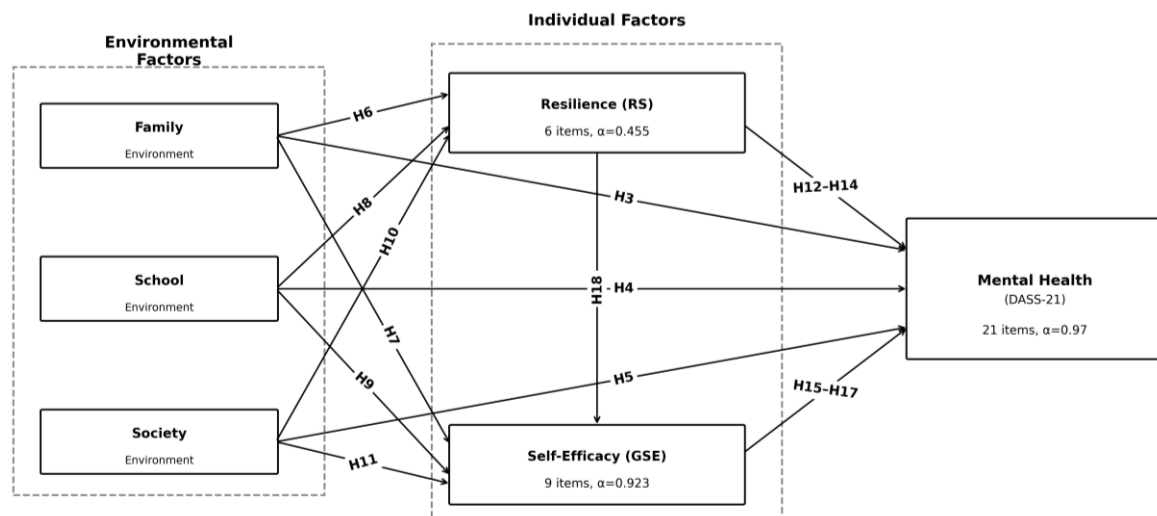 Individual Factors
Environmental
Factors
Resilience (RS)
6 items, α=0.455
Family
Environment
H6
H3
H12–H14
H8
H10
School
Environment
H18
H4
Mental Health
(DASS-21)
21 items, α=0.97
H7
H9
H5
H15–H17
Society
Environment
H11
Self-Efficacy (GSE)
9 items, α=0.923